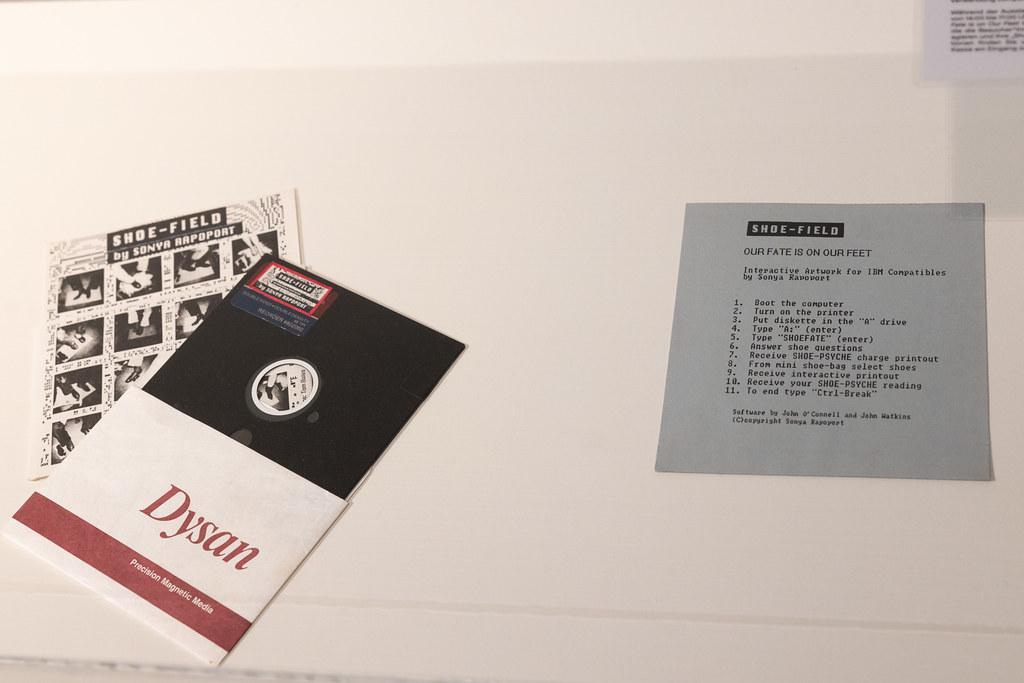 SHOE-FIELD
by SONYA RAPOPORT
SHOE-FIELD
by SONYA RAPOPORT
Dysan
Precision Magnetic Media
SHOE-FIELD
OUR FATE IS ON OUR FEET
Interactive Artwork for IBM Compatibles
by Sonya Rapoport
1. Boot the computer
2. Turn on the printer
3. Put diskette in the "A" drive
4. Type "A:" (enter)
5. Type "SHOEFATE" (enter)
6. Answer shoe questions
7. Receive SHOE-PSYCHE charge printout
8. From mini shoe-bag select shoes
9. Receive interactive printout
10. Receive your SHOE-PSYCHE reading
11. To end type "Ctrl-Break"
Software by John O'Connell and John Watkins
(C)opyright Sonya Rapoport